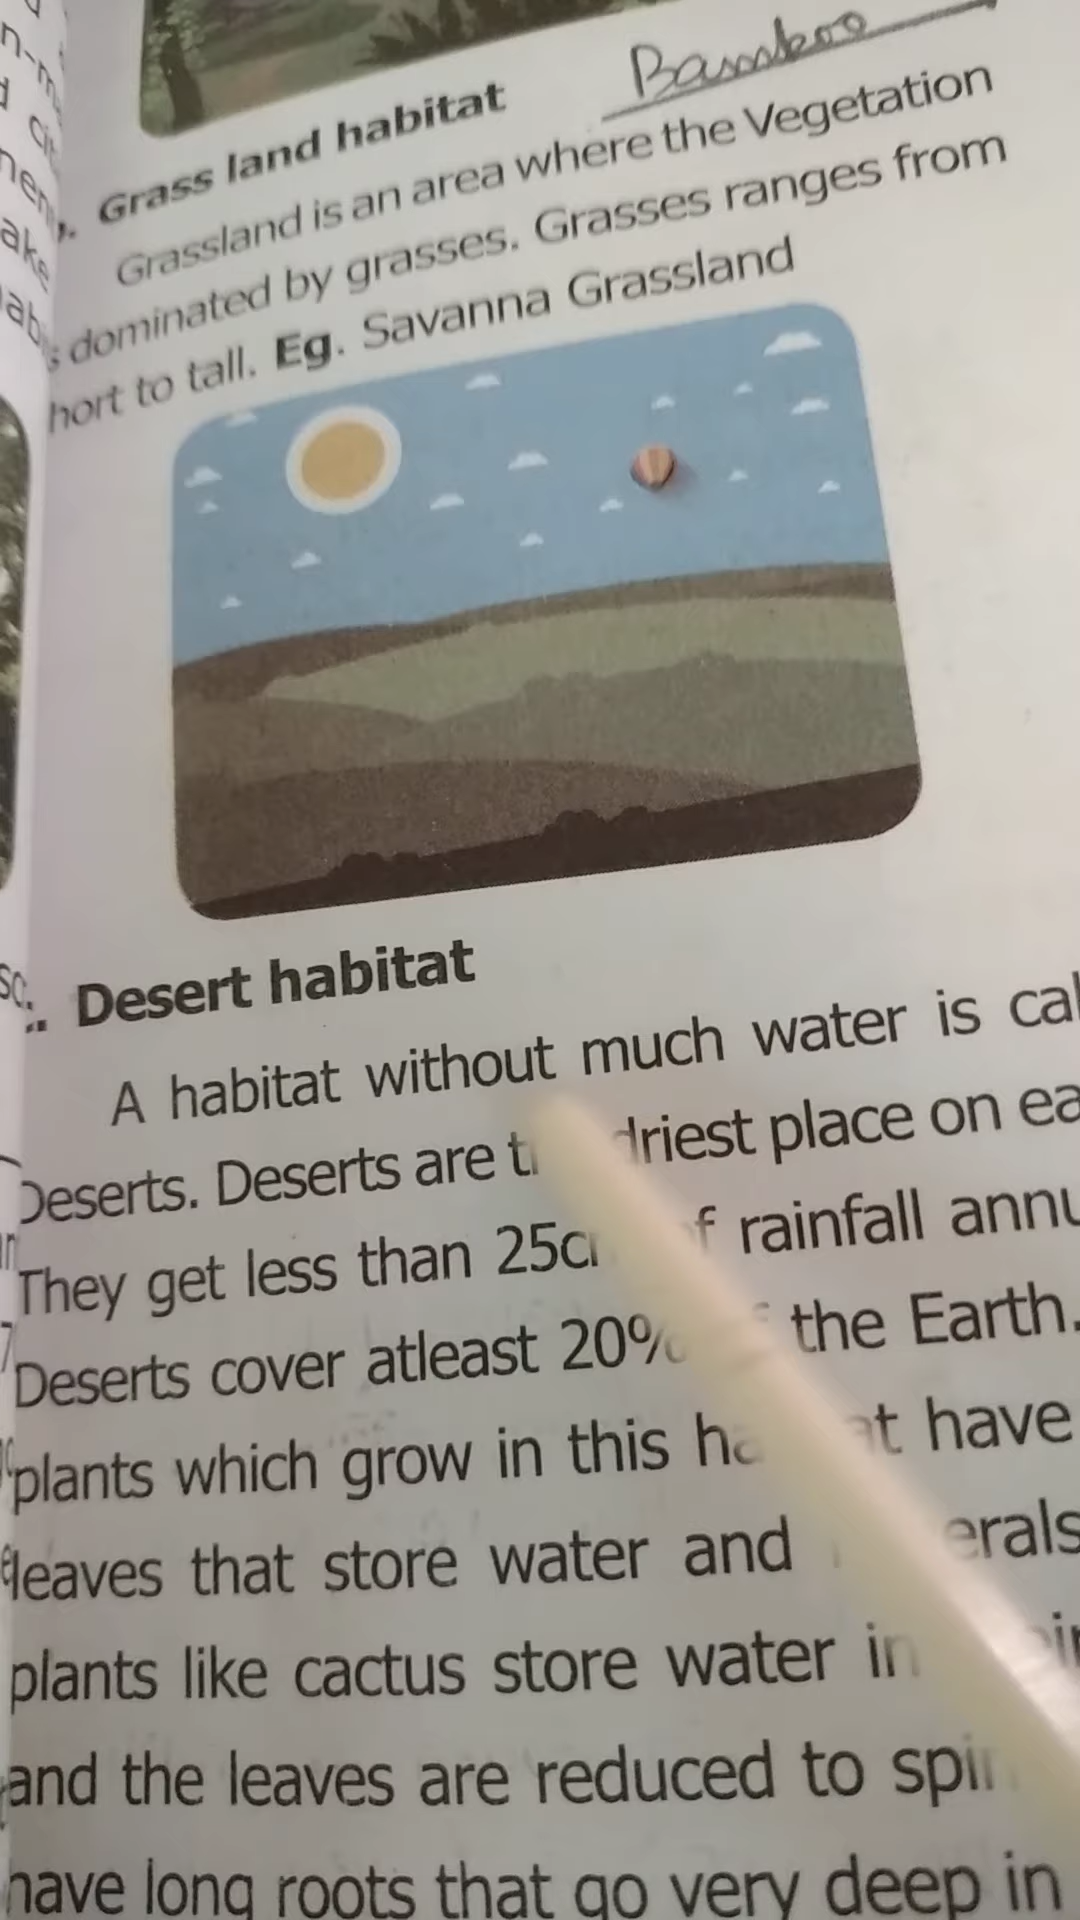 Bamboo
Grass land habitat
Grassland is an area where the Vegetation
dominated by grasses. Grasses ranges from
hort to tall. Eg. Savanna Grassland
Desert habitat
A habitat without much water is cal
Deserts. Deserts are driest place on ea
They get less than 25c of rainfall annu
Deserts cover atleast 20% the Earth.
plants which grow in this have
leaves that store water and erals
plants like cactus store water in
and the leaves are reduced to spi
have long roots that go very deep in